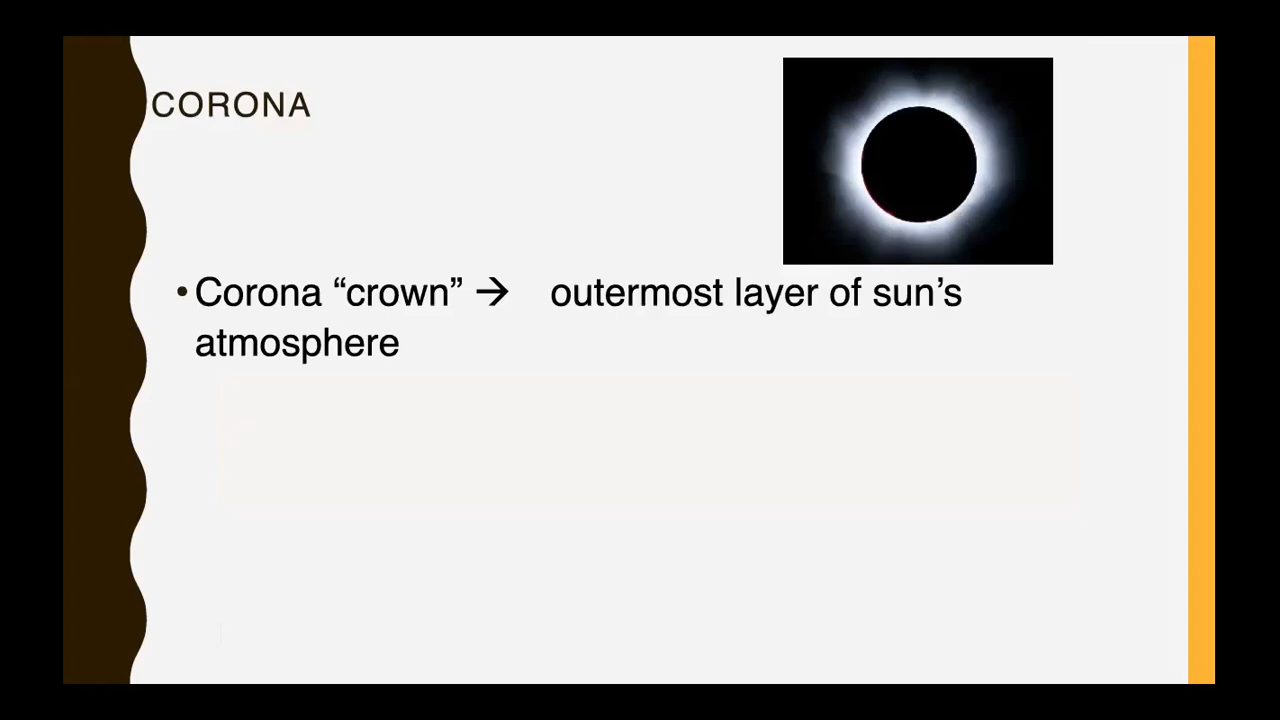 CORONA
•Corona “crown” → outermost layer of sun’s
atmosphere